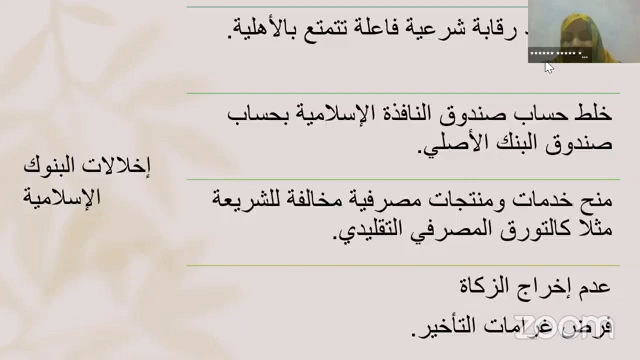 رقابة شرعية فاعلة تتمتع بالأهلية.
خلط حساب صندوق النافذة الإسلامية بحساب
صندوق البنك الأصلي.
إخلالات البنوك
الإسلامية
منح خدمات ومنتجات مصرفية مخالفة للشريعة
مثلا كالتورق المصرفي التقليدي.
عدم إخراج الزكاة
فرض غرامات التأخير.
zoom